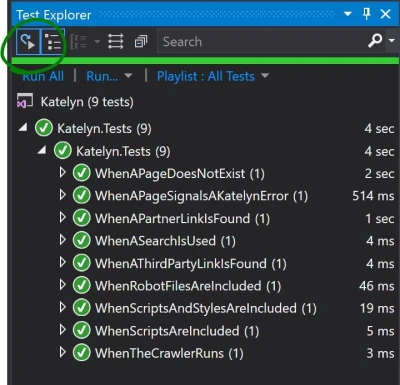 Test Explorer
Search
Run All | Run... | Playlist : All Tests
Katelyn (9 tests)
Katelyn.Tests (9) 4 sec
Katelyn.Tests (9) 4 sec
WhenAPageDoesNotExist (1) 2 sec
WhenAPageSignalsAKatelynError (1) 514 ms
WhenAPartnerLinkIsFound (1) 1 sec
WhenASearchIsUsed (1) 4 ms
WhenAThirdPartyLinkIsFound (1) 4 ms
WhenRobotFilesAreIncluded (1) 46 ms
WhenScriptsAndStylesAreIncluded (1) 19 ms
WhenScriptsAreIncluded (1) 5 ms
WhenTheCrawlerRuns (1) 3 ms